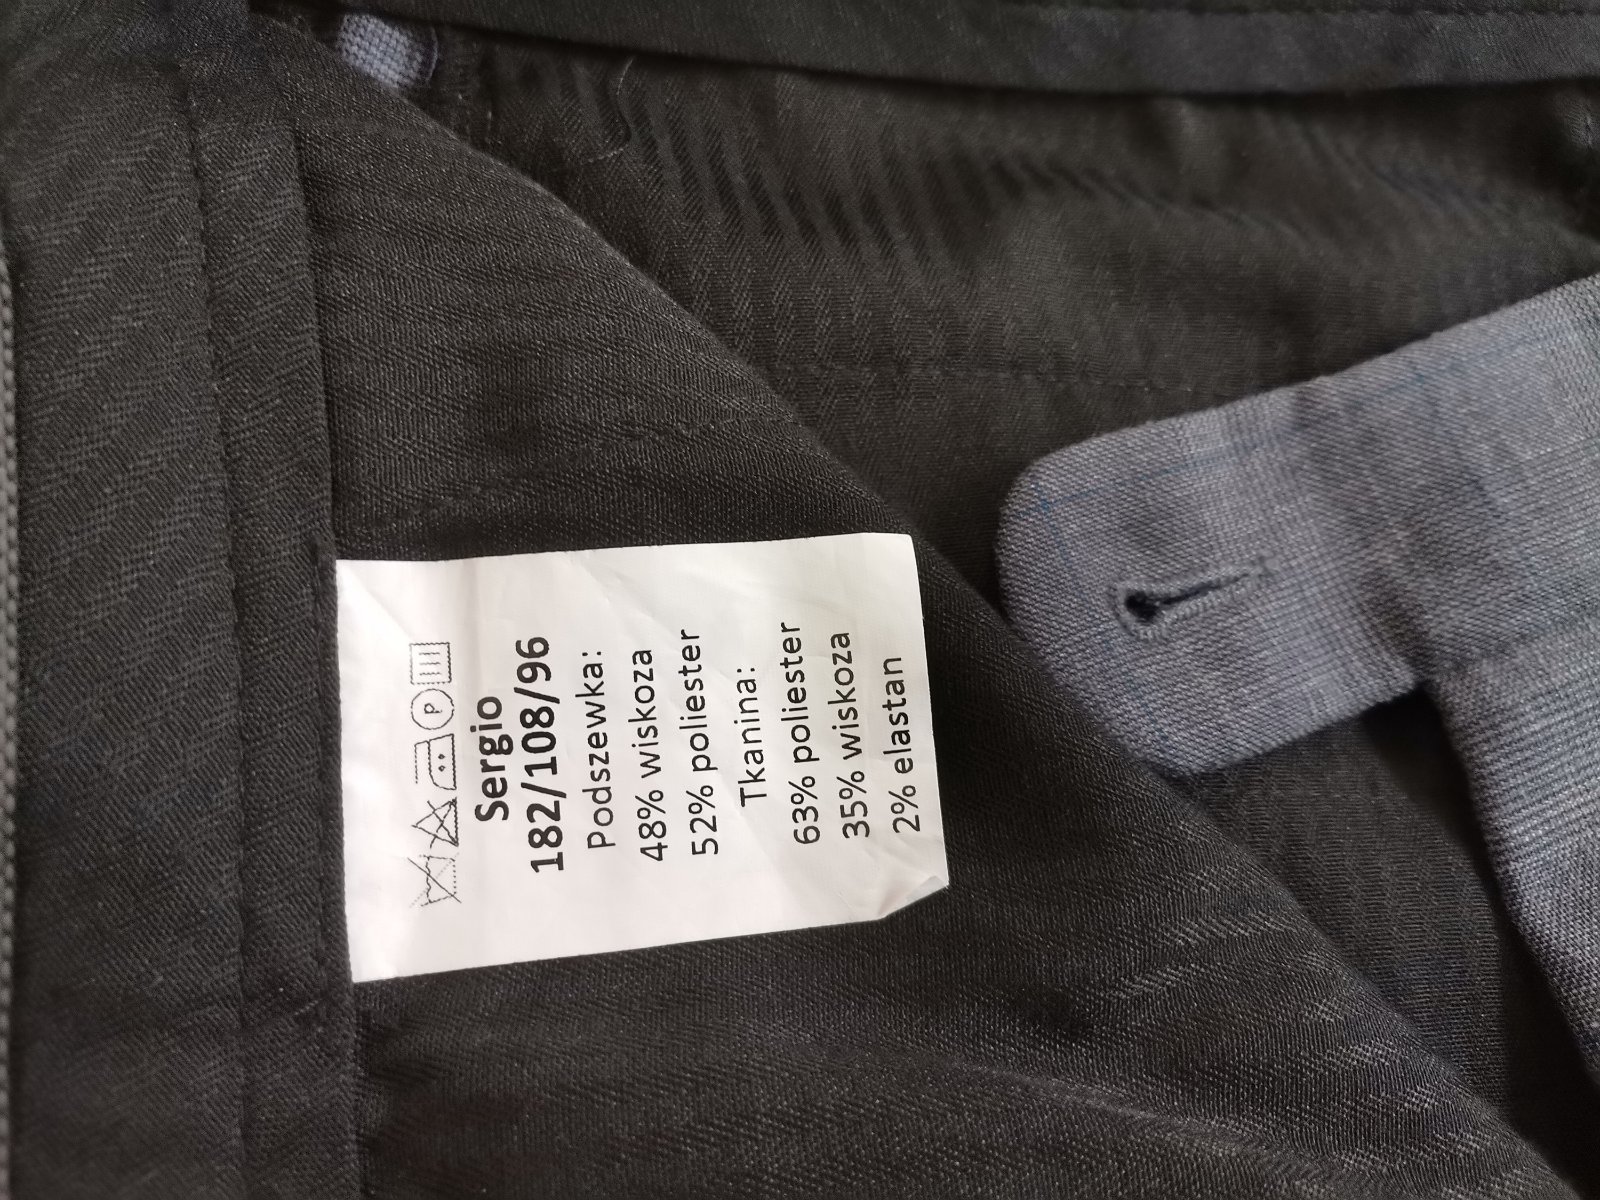 P
Sergio
182/108/96
Podszewka:
48% wiskoza
52% poliester
Tkanina:
63% poliester
35% wiskoza
2% elastan